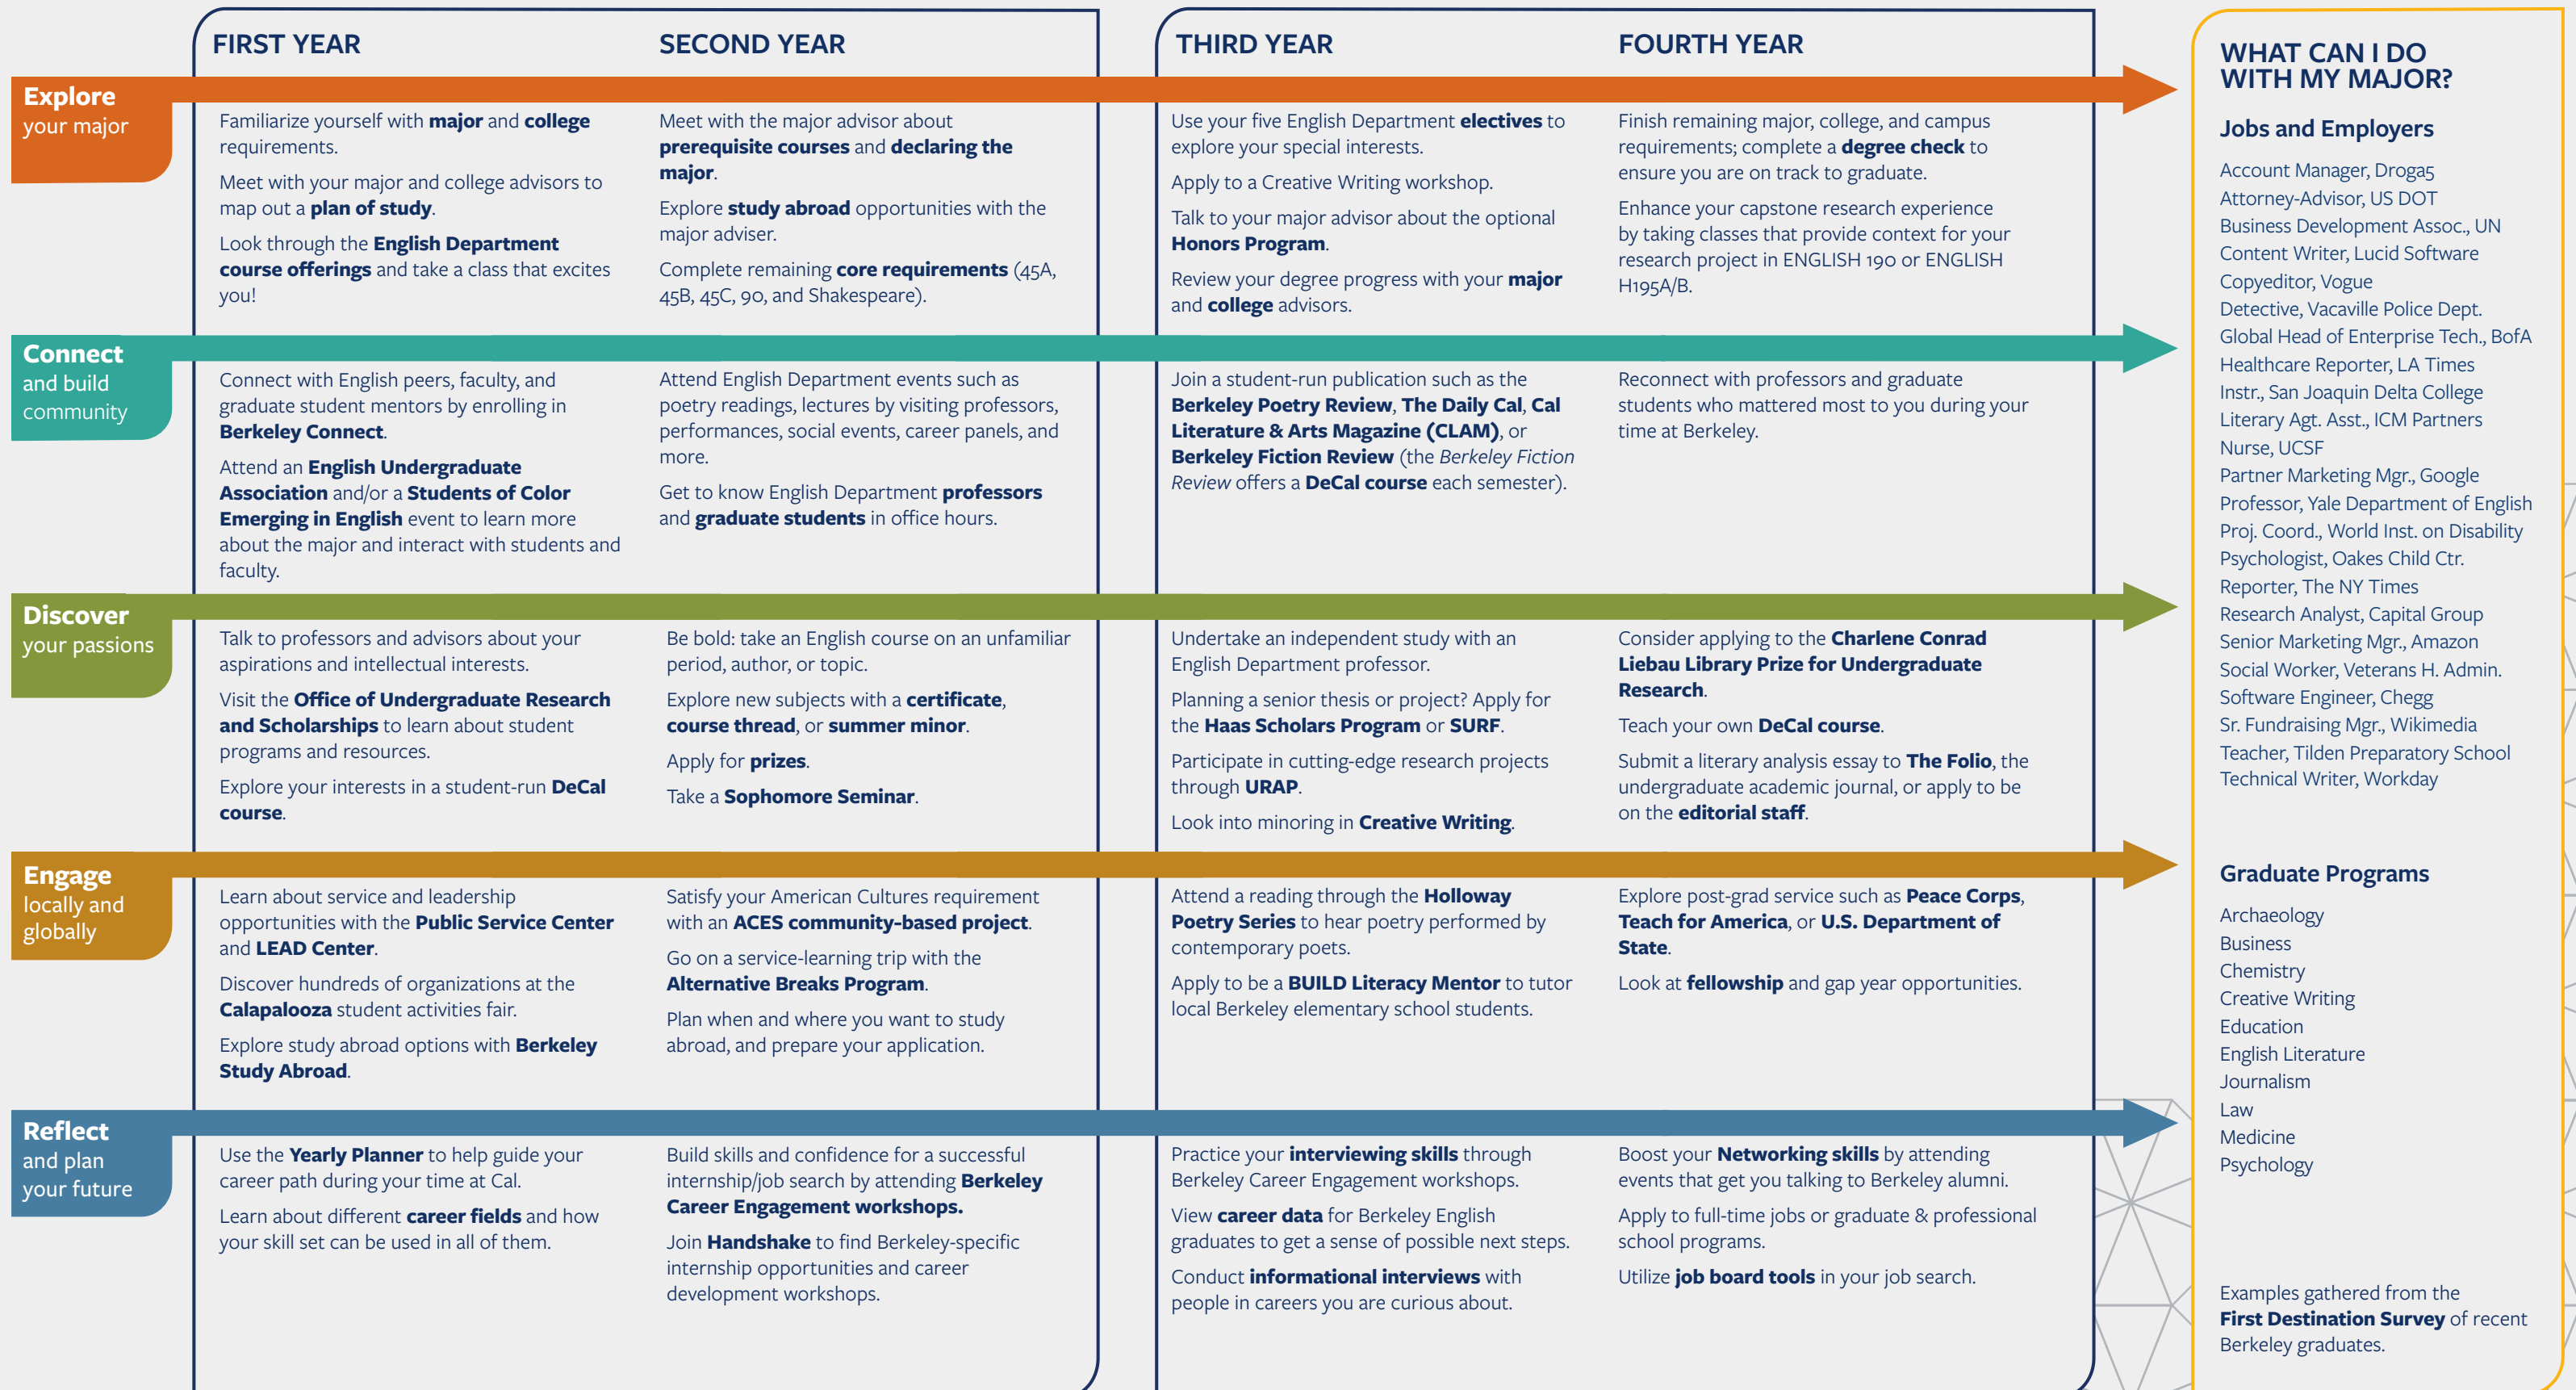 FIRST YEAR
SECOND YEAR
THIRD YEAR
FOURTH YEAR
Explore
your major
Familiarize yourself with major and college
requirements.
Meet with your major and college advisors to
map out a plan of study.
Look through the English Department
course offerings and take a class that excites
you!
Meet with the major advisor about
prerequisite courses and declaring the
major.
Explore study abroad opportunities with the
major adviser.
Complete remaining core requirements (45A,
45B, 45C, 90, and Shakespeare).
Use your five English Department electives to
explore your special interests.
Apply to a Creative Writing workshop.
Talk to your major advisor about the optional
Honors Program.
Review your degree progress with your major
and college advisors.
Finish remaining major, college, and campus
requirements; complete a degree check to
ensure you are on track to graduate.
Enhance your capstone research experience
by taking classes that provide context for your
research project in ENGLISH 190 or ENGLISH
H195A/B.
Connect
and build
community
Connect with English peers, faculty, and
graduate student mentors by enrolling in
Berkeley Connect.
Attend an English Undergraduate
Association and/or a Students of Color
Emerging in English event to learn more
about the major and interact with students and
faculty.
Attend English Department events such as
poetry readings, lectures by visiting professors,
performances, social events, career panels, and
more.
Get to know English Department professors
and graduate students in office hours.
Join a student-run publication such as the
Berkeley Poetry Review, The Daily Cal, Cal
Literature & Arts Magazine (CLAM), or
Berkeley Fiction Review (the Berkeley Fiction
Review offers a DeCal course each semester).
Reconnect with professors and graduate
students who mattered most to you during your
time at Berkeley.
Discover
your passions
Talk to professors and advisors about your
aspirations and intellectual interests.
Visit the Office of Undergraduate Research
and Scholarships to learn about student
programs and resources.
Explore your interests in a student-run DeCal
course.
Be bold: take an English course on an unfamiliar
period, author, or topic.
Explore new subjects with a certificate,
course thread, or summer minor.
Apply for prizes.
Take a Sophomore Seminar.
Undertake an independent study with an
English Department professor.
Planning a senior thesis or project? Apply for
the Haas Scholars Program or SURF.
Participate in cutting-edge research projects
through URAP.
Look into minoring in Creative Writing.
Consider applying to the Charlene Conrad
Liebau Library Prize for Undergraduate
Research.
Teach your own DeCal course.
Submit a literary analysis essay to The Folio, the
undergraduate academic journal, or apply to be
on the editorial staff.
Engage
locally and
globally
Learn about service and leadership
opportunities with the Public Service Center
and LEAD Center.
Discover hundreds of organizations at the
Calapalooza student activities fair.
Explore study abroad options with Berkeley
Study Abroad.
Satisfy your American Cultures requirement
with an ACES community-based project.
Go on a service-learning trip with the
Alternative Breaks Program.
Plan when and where you want to study
abroad, and prepare your application.
Attend a reading through the Holloway
Poetry Series to hear poetry performed by
contemporary poets.
Apply to be a BUILD Literacy Mentor to tutor
local Berkeley elementary school students.
Explore post-grad service such as Peace Corps,
Teach for America, or U.S. Department of
State.
Look at fellowship and gap year opportunities.
Reflect
and plan
your future
Use the Yearly Planner to help guide your
career path during your time at Cal.
Learn about different career fields and how
your skill set can be used in all of them.
Build skills and confidence for a successful
internship/job search by attending Berkeley
Career Engagement workshops.
Join Handshake to find Berkeley-specific
internship opportunities and career
development workshops.
Practice your interviewing skills through
Berkeley Career Engagement workshops.
View career data for Berkeley English
graduates to get a sense of possible next steps.
Conduct informational interviews with
people in careers you are curious about.
Boost your Networking skills by attending
events that get you talking to Berkeley alumni.
Apply to full-time jobs or graduate & professional
school programs.
Utilize job board tools in your job search.
WHAT CAN I DO
WITH MY MAJOR?
Jobs and Employers
Account Manager, Droga5
Attorney-Advisor, US DOT
Business Development Assoc., UN
Content Writer, Lucid Software
Copyeditor, Vogue
Detective, Vacaville Police Dept.
Global Head of Enterprise Tech., BofA
Healthcare Reporter, LA Times
Instr., San Joaquin Delta College
Literary Agt. Asst., ICM Partners
Nurse, UCSF
Partner Marketing Mgr., Google
Professor, Yale Department of English
Proj. Coord., World Inst. on Disability
Psychologist, Oakes Child Ctr.
Reporter, The NY Times
Research Analyst, Capital Group
Senior Marketing Mgr., Amazon
Social Worker, Veterans H. Admin.
Software Engineer, Chegg
Sr. Fundraising Mgr., Wikimedia
Teacher, Tilden Preparatory School
Technical Writer, Workday
Graduate Programs
Archaeology
Business
Chemistry
Creative Writing
Education
English Literature
Journalism
Law
Medicine
Psychology
Examples gathered from the
First Destination Survey of recent
Berkeley graduates.